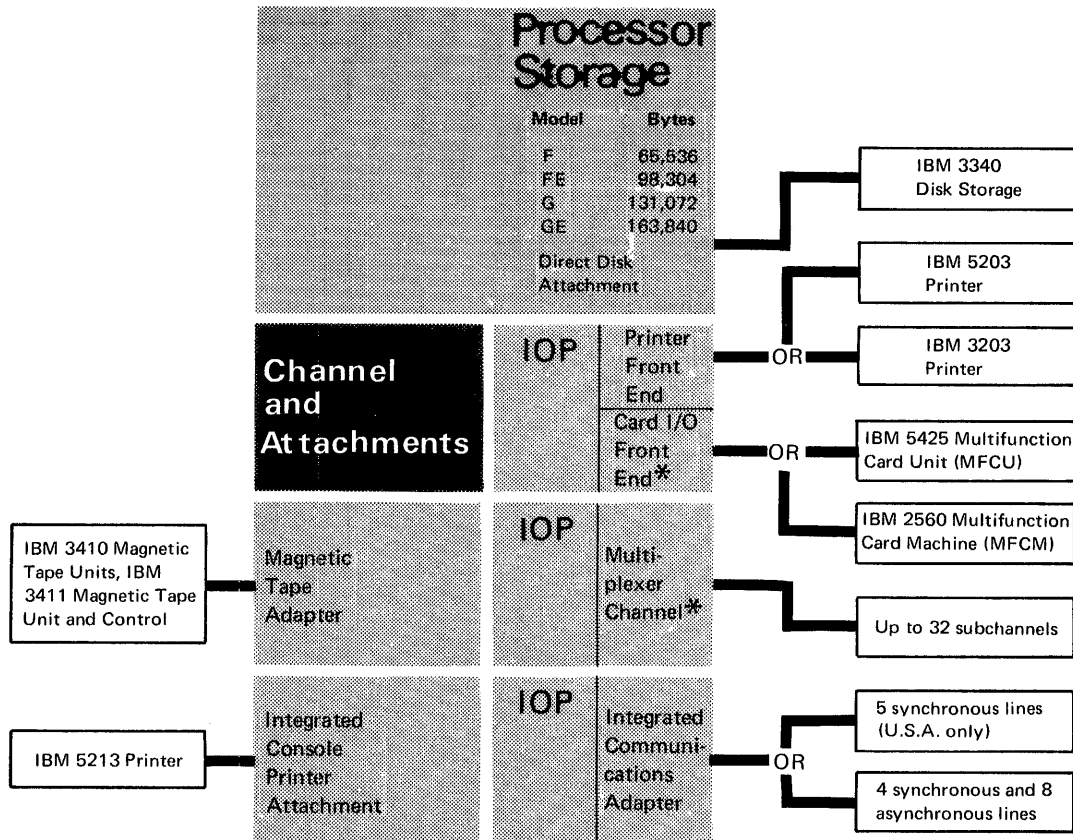 Processor
Storage
Model Bytes
F 65,536
FE 98,304
G 131,072
GE 163,840
Direct Disk
Attachment
IBM 3340
Disk Storage
IBM 5203
Printer
Channel
and
Attachments
IOP
Printer
Front
End
OR
IBM 3203
Printer
Card I/O
Front
End*
OR
IBM 5425 Multifunction
Card Unit (MFCU)
IBM 2560 Multifunction
Card Machine (MFCM)
IBM 3410 Magnetic
Tape Units, IBM
3411 Magnetic Tape
Unit and Control
Magnetic
Tape
Adapter
IOP
Multi-
plexer
Channel*
Up to 32 subchannels
IBM 5213 Printer
Integrated
Console
Printer
Attachment
IOP
Integrated
Communi-
cations
Adapter
OR
5 synchronous lines
(U.S.A. only)
4 synchronous and 8
asynchronous lines